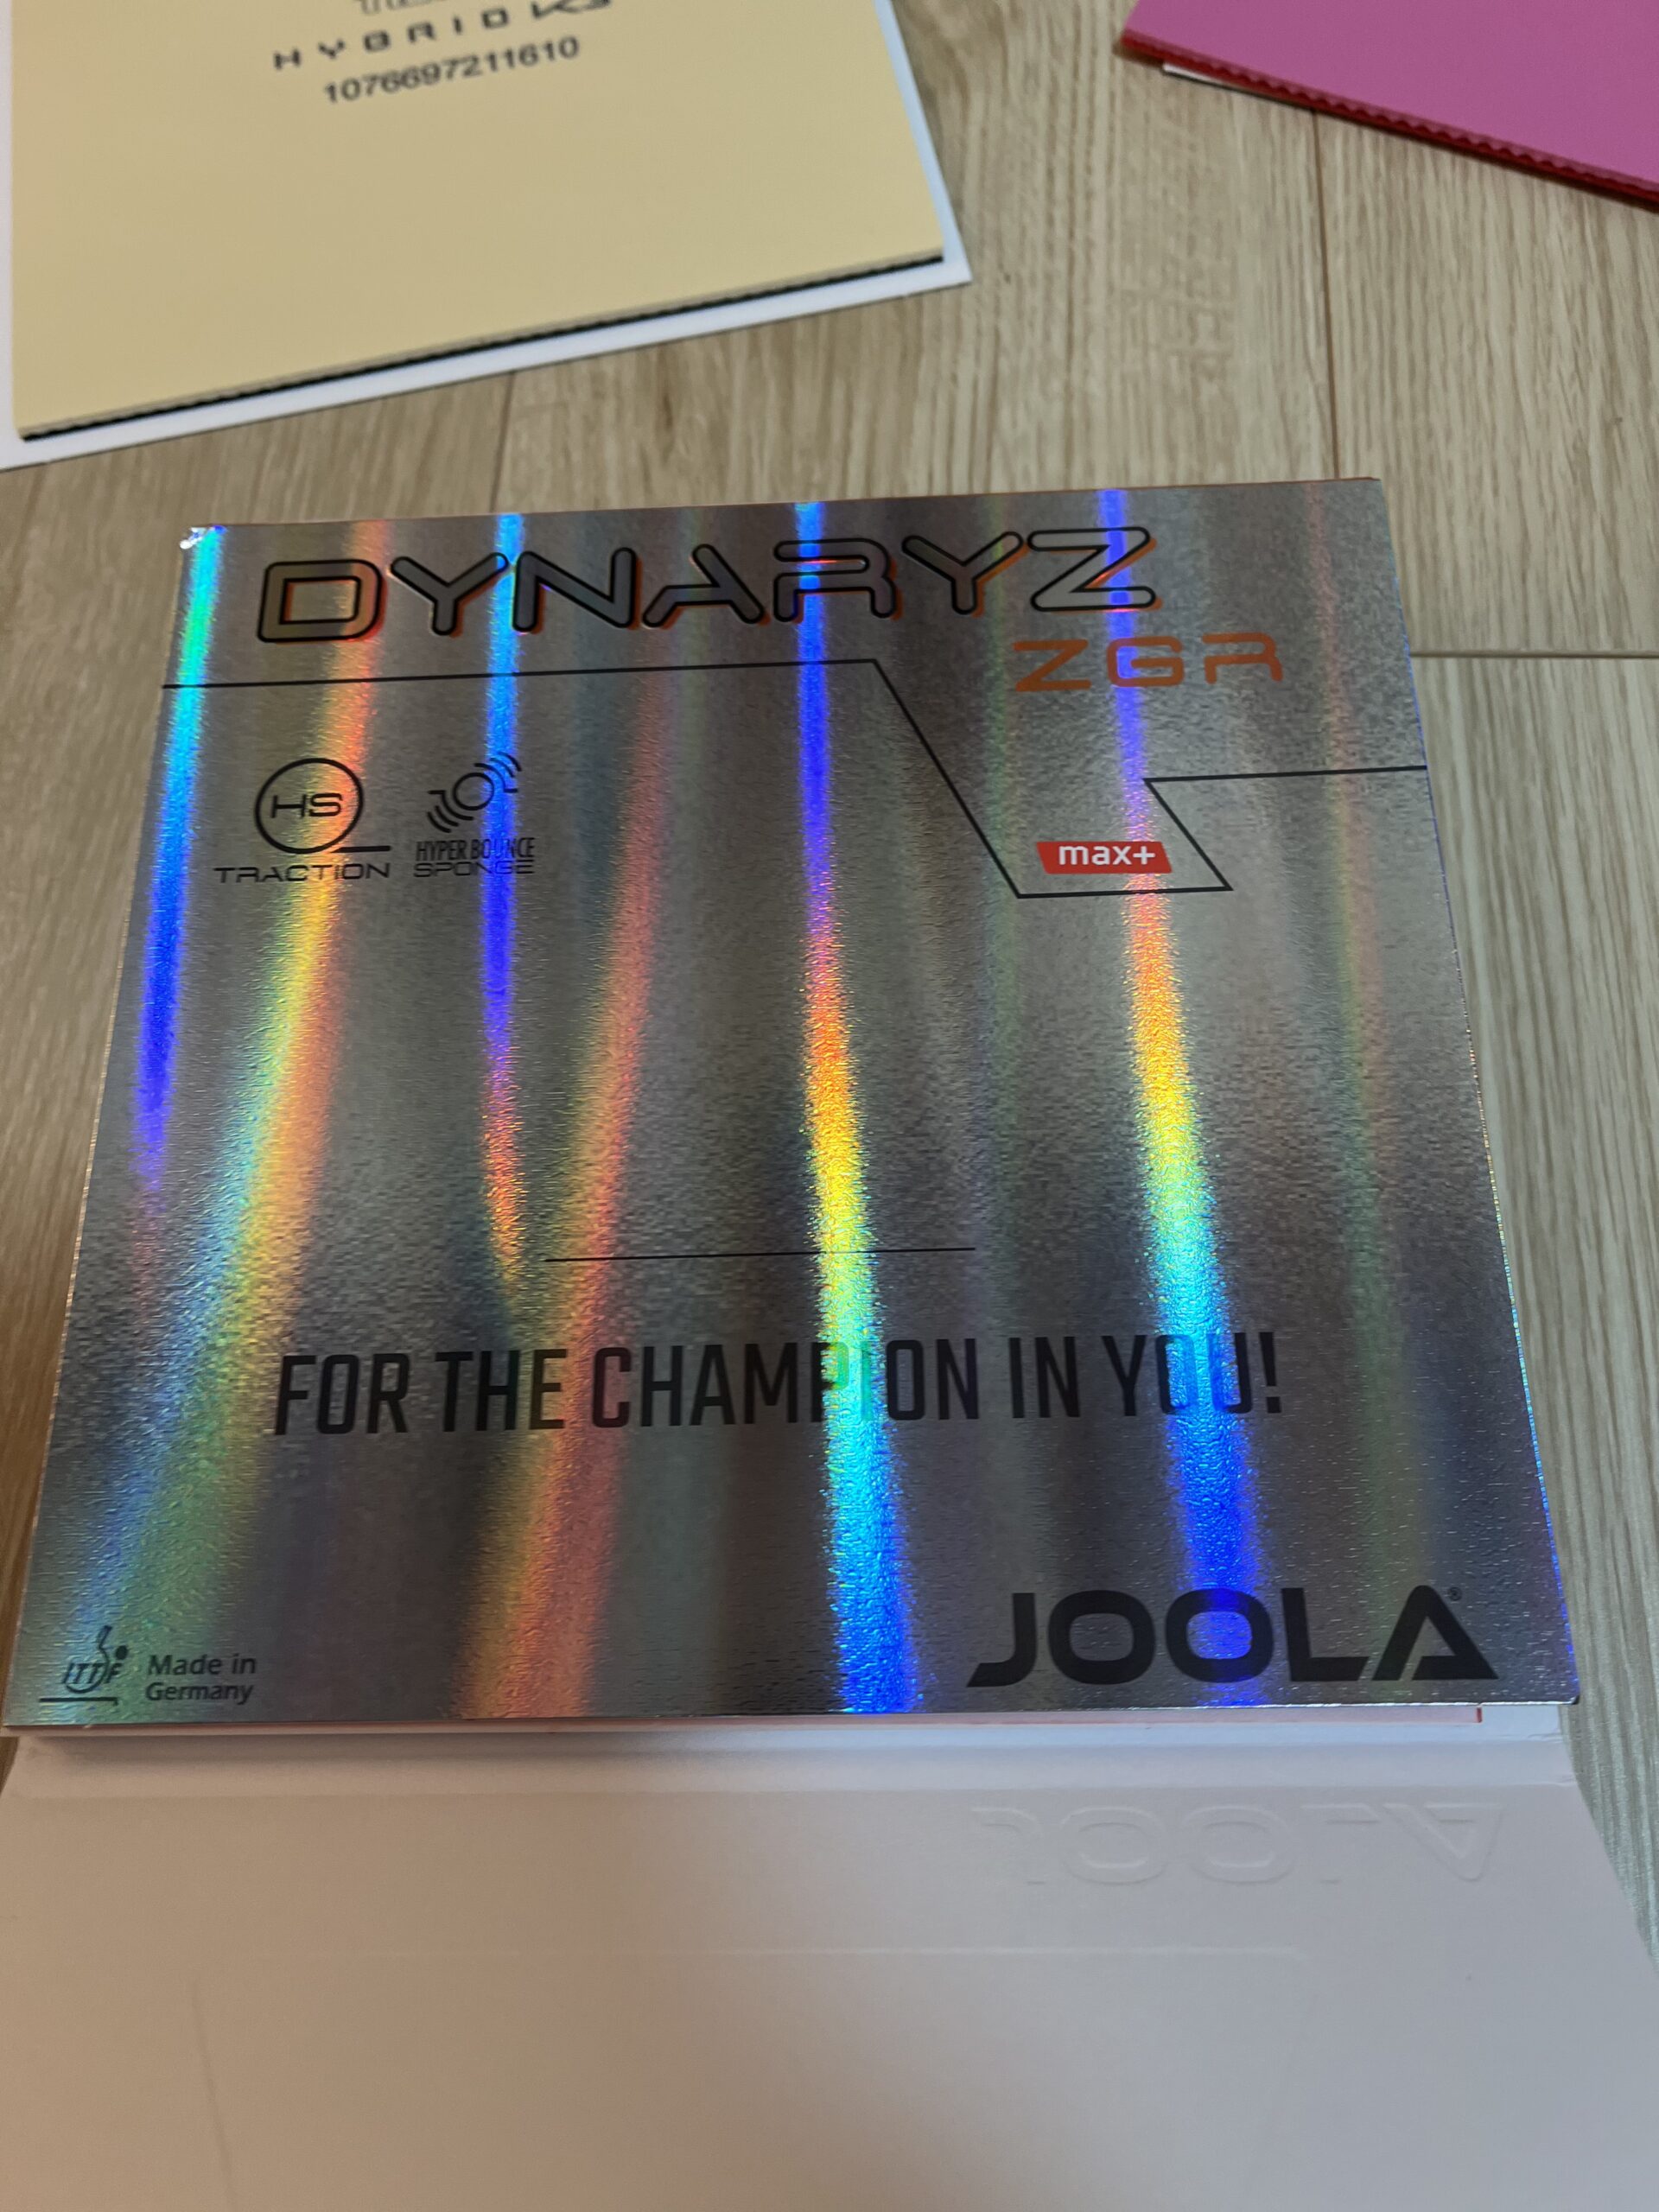 HYBRID K3
1076697211610
DYNARYZ
ZGR
HS
TRACTION
HYPER BOUNCE
SPONGE
max+
FOR THE CHAMPION IN YOU!
ITTF
Made in
Germany
JOOLA®
JOOLA